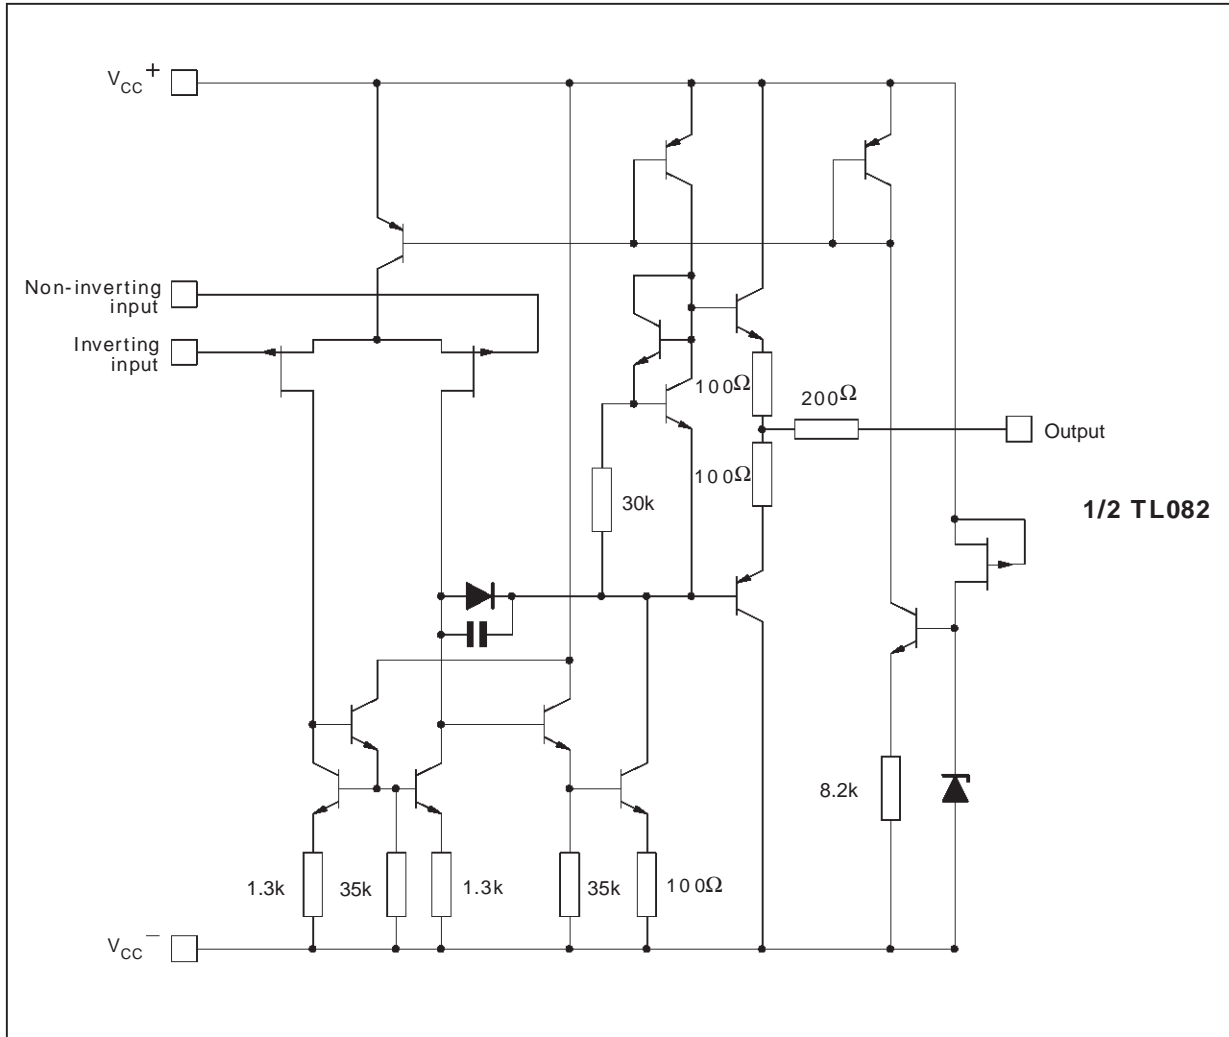 VCC+
Non-inverting
input
Inverting
input
100Ω
200Ω
Output
100Ω
30k
1/2 TL082
8.2k
1.3k
35k
1.3k
35k
100Ω
VCC−